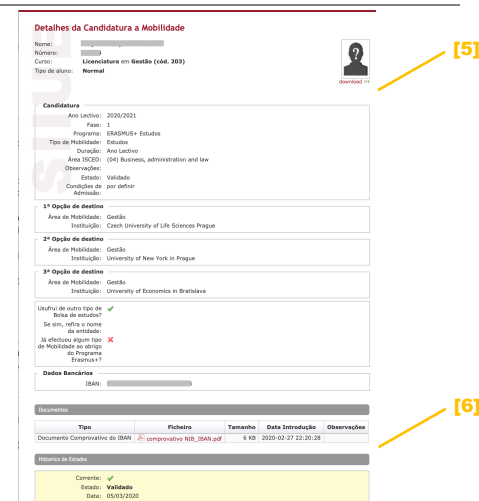 Detalhes da Candidatura a Mobilidade
[5]
Nome:
Número:
Curso: Licenciatura em Gestão (cód. 203)
Tipo de aluno: Normal
download
Candidatura
Ano Lectivo: 2020/2021
Fase: 1
Programa: ERASMUS+ Estudos
Tipo de Mobilidade: Estudos
Duração: Ano Lectivo
Área ISCED: (04) Business, administration and law
Observações:
Estado: Validado
Condições de por definir
Admissão:
1ª Opção de destino
Área de Mobilidade: Gestão
Instituição: Czech University of Life Sciences Prague
2ª Opção de destino
Área de Mobilidade: Gestão
Instituição: University of New York in Prague
3ª Opção de destino
Área de Mobilidade: Gestão
Instituição: University of Economics in Bratislava
Usufrui de outro tipo de
Bolsa de estudos?
Se sim, refira o nome
da entidade:
Já efectuou algum tipo
de Mobilidade ao abrigo
do Programa
Erasmus+?
Dados Bancários
IBAN:
[6]
Documentos
Tipo Ficheiro Tamanho Data Introdução Observações
Documento Comprovativo do IBAN comprovativo NIB_IBAN.pdf 6 KB 2020-02-27 22:20:28
Historico de Estados
Corrente:
Estado: Validado
Data: 05/03/2020